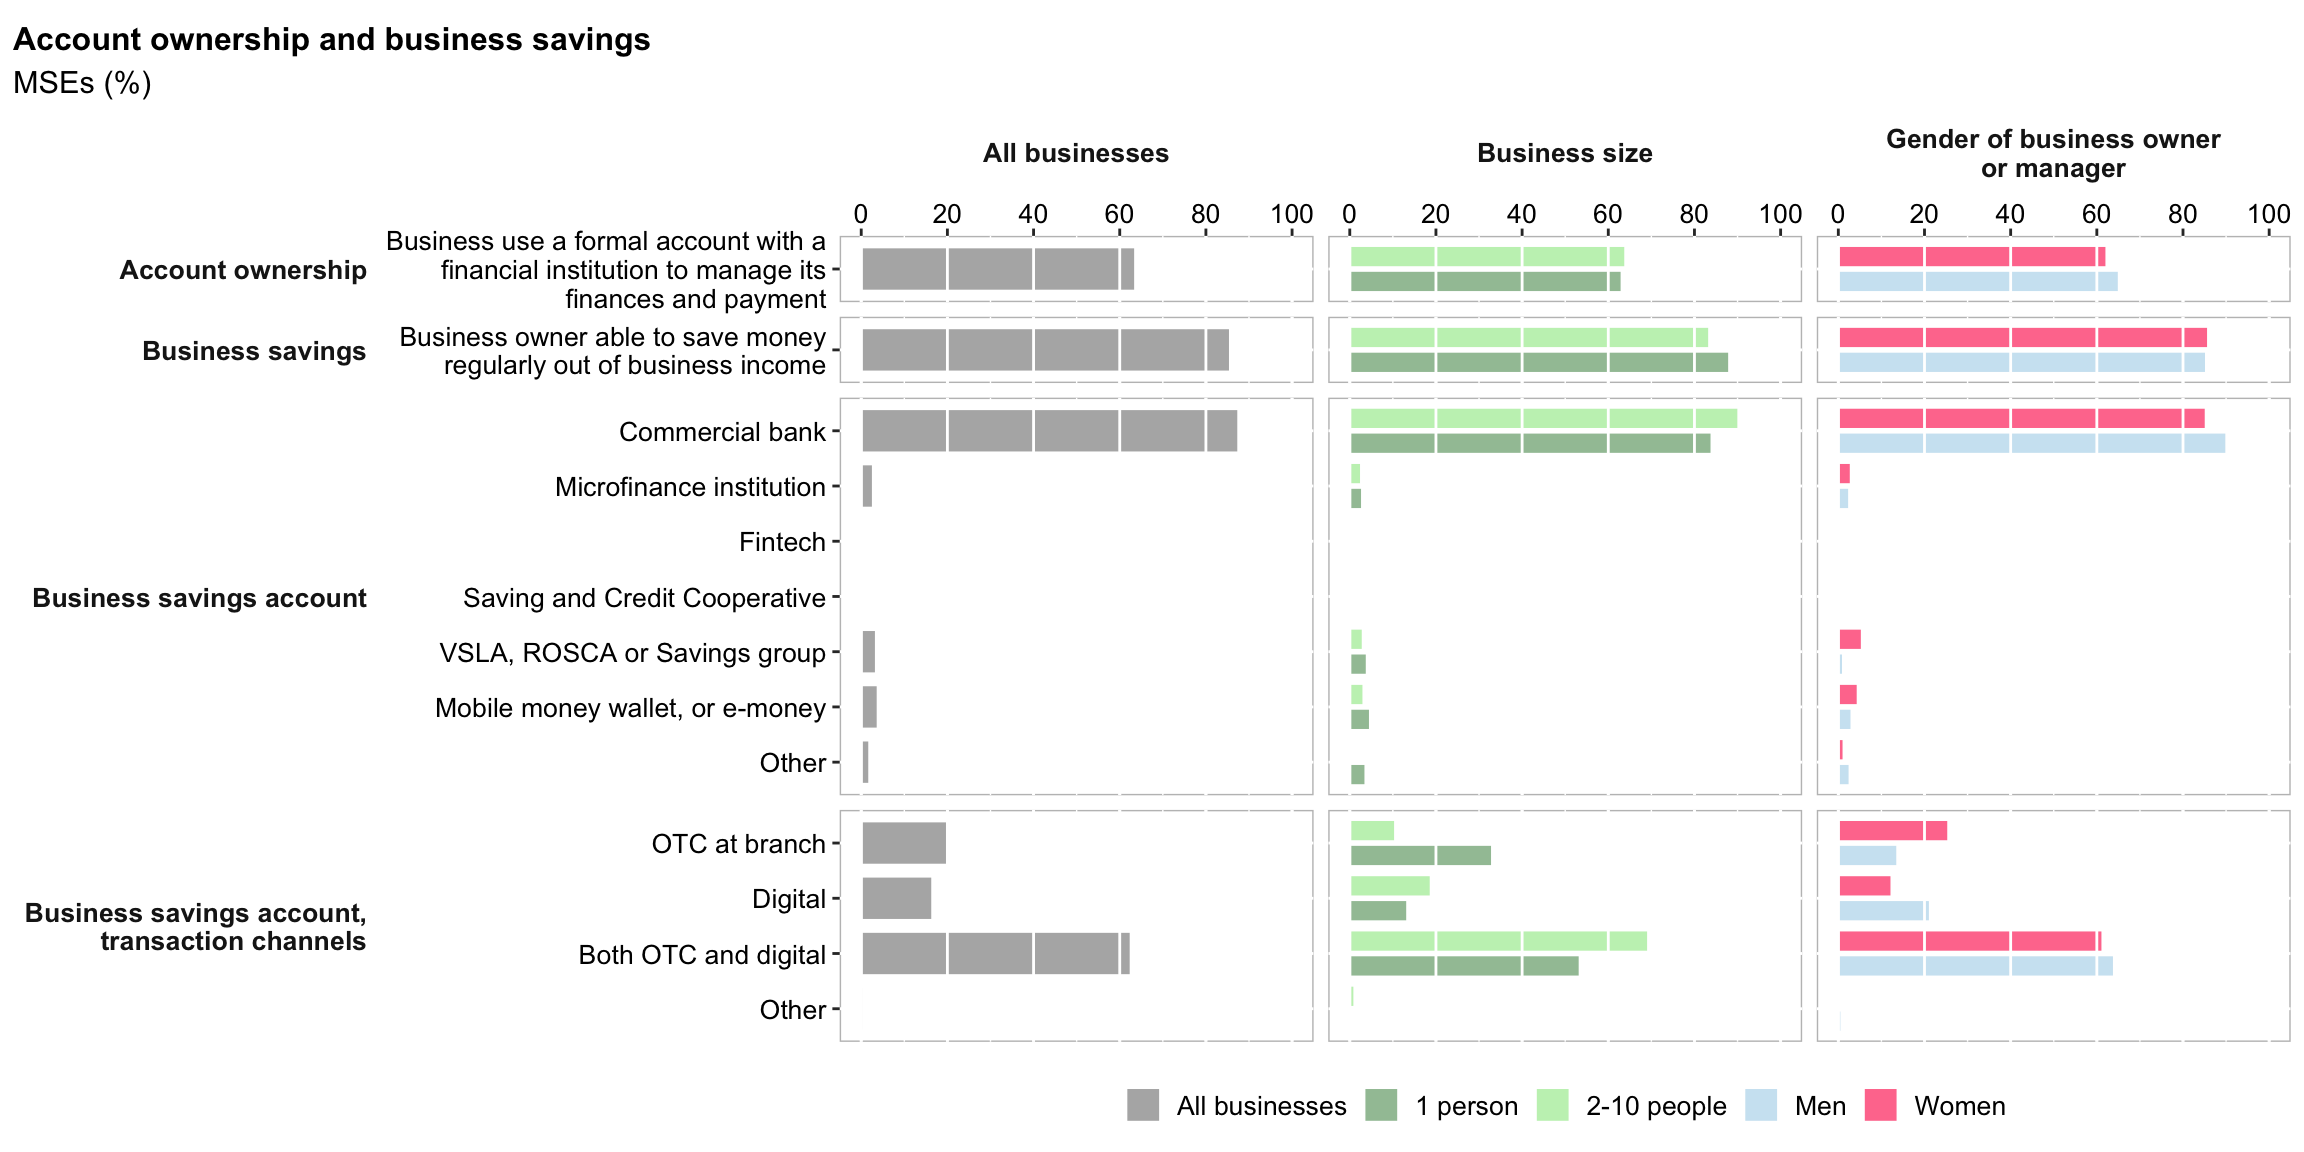 Account ownership and business savings
MSEs (%)
All businesses
Business size
Gender of business owner
or manager
0 20 40 60 80 100
0 20 40 60 80 100
0 20 40 60 80 100
Account ownership
Business use a formal account with a
financial institution to manage its
finances and payment
Business savings
Business owner able to save money
regularly out of business income
Business savings account
Commercial bank
Microfinance institution
Fintech
Saving and Credit Cooperative
VSLA, ROSCA or Savings group
Mobile money wallet, or e-money
Other
Business savings account,
transaction channels
OTC at branch
Digital
Both OTC and digital
Other
All businesses
1 person
2-10 people
Men
Women